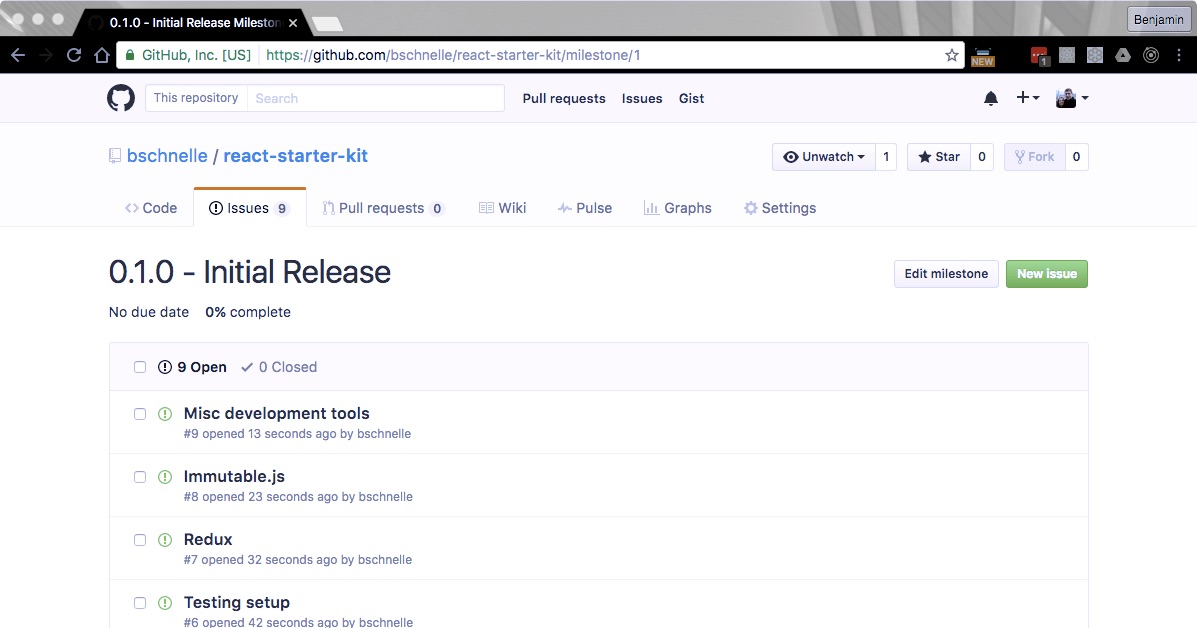 0.1.0 - Initial Release Mileston
Benjamin
GitHub, Inc. [US] https://github.com/bschnelle/react-starter-kit/milestone/1
NEW
1
This repository Search Pull requests Issues Gist
bschnelle / react-starter-kit
Unwatch 1 Star 0 Fork 0
Code Issues 9 Pull requests 0 Wiki Pulse Graphs Settings
0.1.0 - Initial Release
Edit milestone New issue
No due date 0% complete
9 Open 0 Closed
Misc development tools
#9 opened 13 seconds ago by bschnelle
Immutable.js
#8 opened 23 seconds ago by bschnelle
Redux
#7 opened 32 seconds ago by bschnelle
Testing setup
#6 opened 42 seconds ago by bschnelle